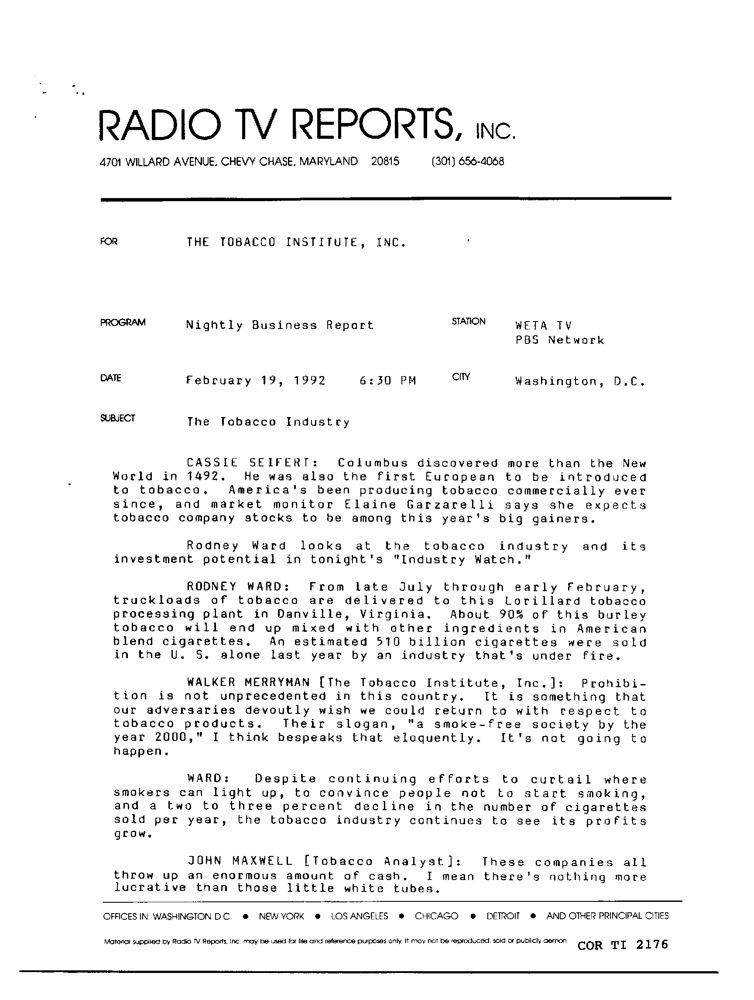 RADIO TV REPORTS, INC.
4701 WILLARD AVENUE, CHEVY CHASE, MARYLAND 20815 (301) 656-4068
FOR THE TOBACCO INSTITUTE, INC.
PROGRAM Nightly Business Report STATION WETA TV
PBS Network
DATE February 19, 1992 6:30 PM CITY Washington, D.C.
SUBJECT The Tobacco Industry
CASSIE SEIFERT: Columbus discovered more than the New
World in 1492. He was also the first European to be introduced
to tobacco. America's been producing tobacco commercially ever
since, and market monitor Elaine Garzarelli says she expects
tobacco company stocks to be among this year's big gainers.
Rodney Ward looks at the tobacco industry and its
investment potential in tonight's "Industry Watch."
RODNEY WARD: From late July through early February,
truckloads of tobacco are delivered to this Lorillard tobacco
processing plant in Danville, Virginia. About 90% of this burley
tobacco will end up mixed with other ingredients in American
blend cigarettes. An estimated 510 billion cigarettes were sold
in the U. S. alone last year by an industry that's under fire.
WALKER MERRYMAN [The Tobacco Institute, Inc.]: Prohibi-
tion is not unprecedented in this country. It is something that
our adversaries devoutly wish we could return to with respect to
tobacco products. Their slogan, "a smoke-free society by the
year 2000," I think bespeaks that eloquently. It's not going to
happen.
WARD: Despite continuing efforts to curtail where
smokers can light up, to convince people not to start smoking,
and a two to three percent decline in the number of cigarettes
sold per year, the tobacco industry continues to see its profits
grow.
JOHN MAXWELL [Tobacco Analyst]: These companies all
throw up an enormous amount of cash. I mean there's nothing more
lucrative than those little white tubes.
OFFICES IN: WASHINGTON D.C. ● NEW YORK ● LOS ANGELES ● CHICAGO ● DETROIT ● AND OTHER PRINCIPAL CITIES
Material supplied by Radio TV Reports, Inc. may be used for file and reference purposes only. It may not be reproduced, sold or publicly
COR TI 2176